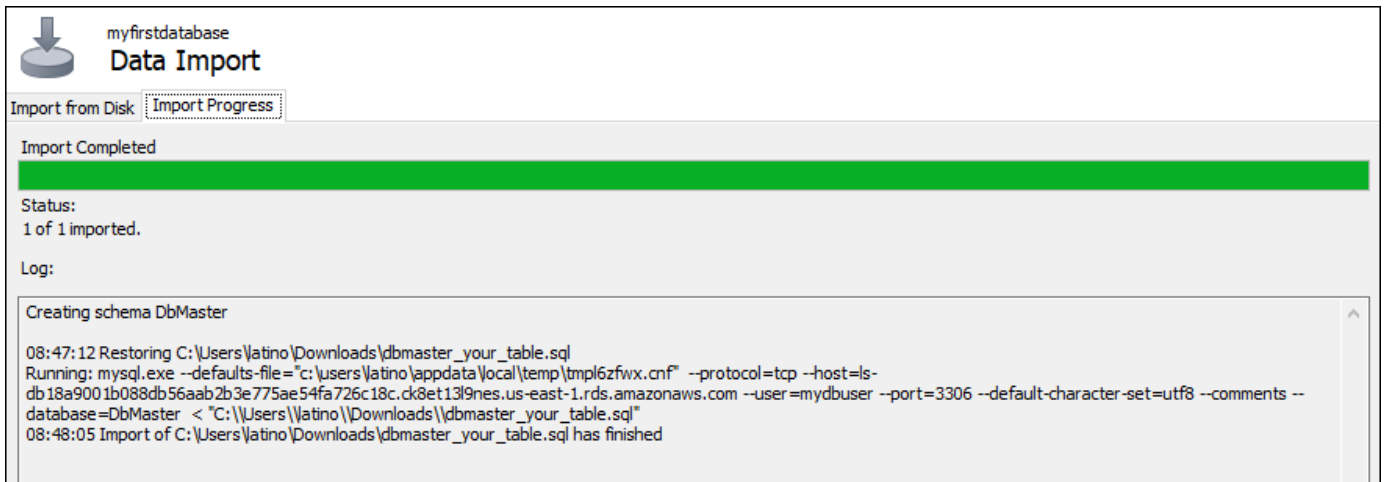 myfirstdatabase
Data Import
Import from Disk Import Progress
Import Completed
Status:
1 of 1 imported.
Log:
Creating schema DbMaster
08:47:12 Restoring C:\Users\latino\Downloads\dbmaster_your_table.sql
Running: mysql.exe --defaults-file="c:\users\latino\appdata\local\temp\tmpl6zfwx.cnf"  --protocol=tcp --host=ls-
db18a9001b088db56aab2b3e775ae54fa726c18c.ck8et13l9nes.us-east-1.rds.amazonaws.com --user=mydbuser --port=3306 --default-character-set=utf8 --comments --
database=DbMaster  < "C:\\Users\\latino\\Downloads\\dbmaster_your_table.sql"
08:48:05 Import of C:\Users\latino\Downloads\dbmaster_your_table.sql has finished